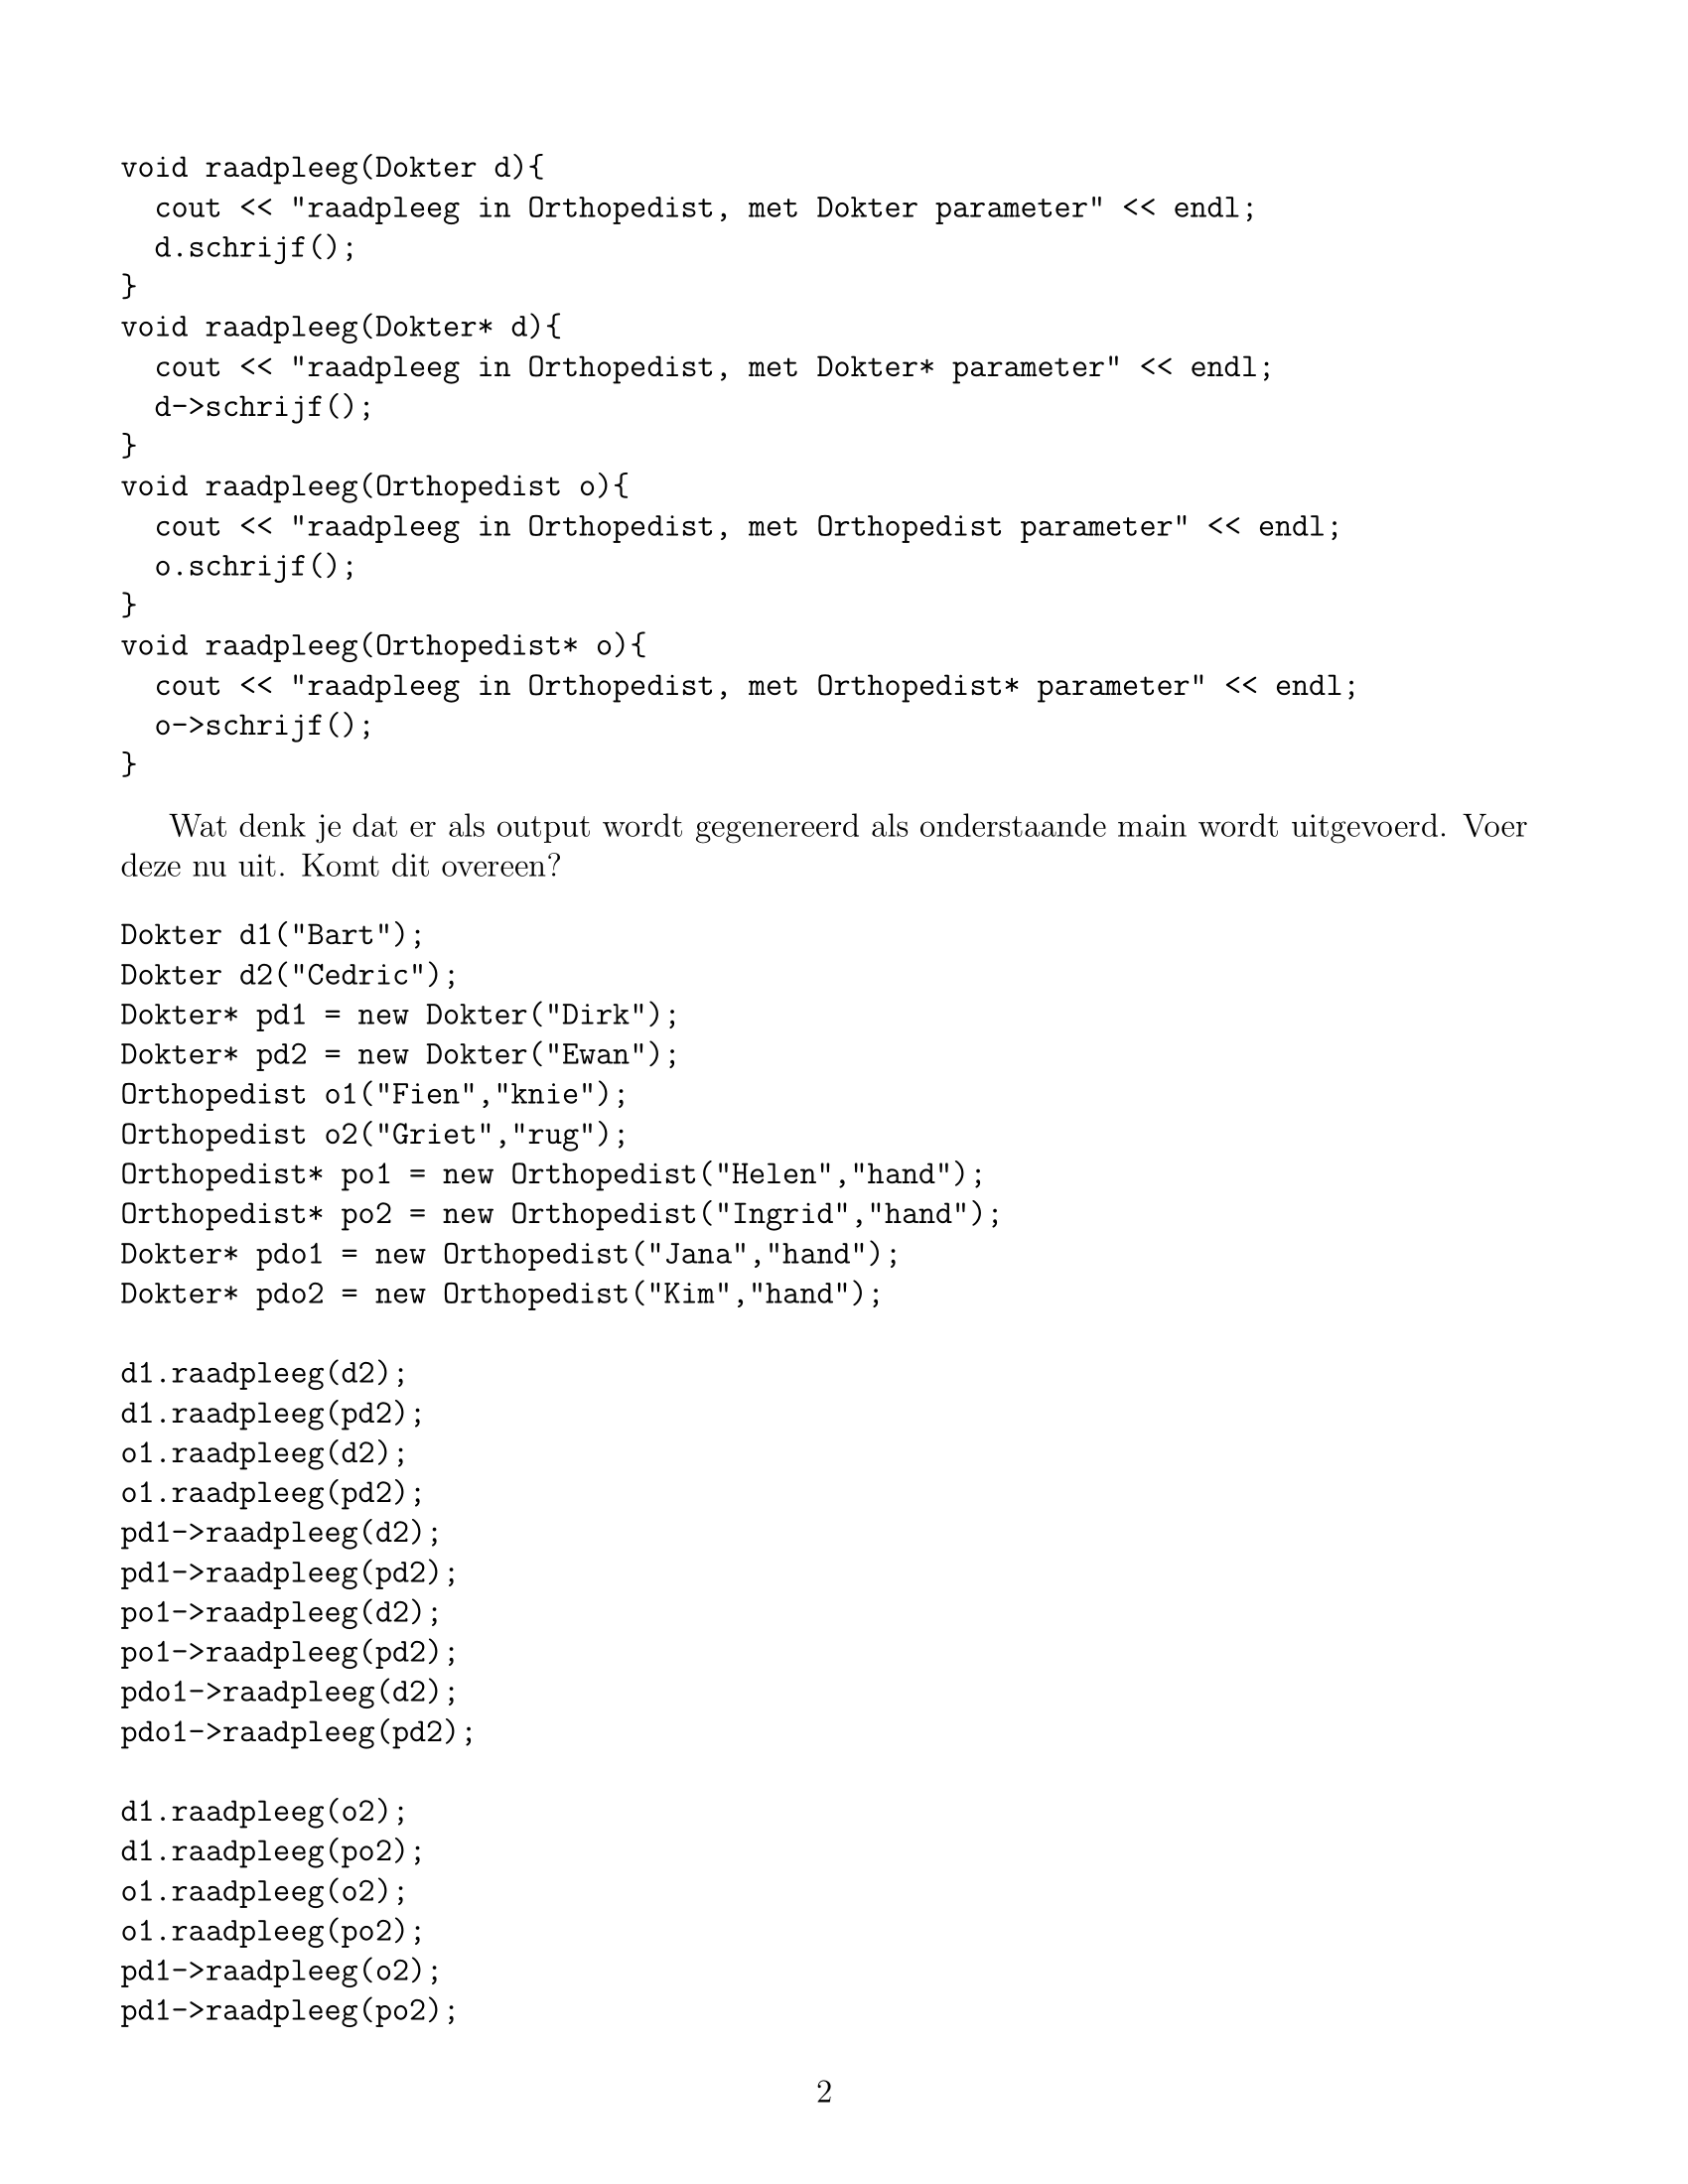 void raadpleeg(Dokter d){
  cout << "raadpleeg in Orthopedist, met Dokter parameter" << endl;
  d.schrijf();
}
void raadpleeg(Dokter* d){
  cout << "raadpleeg in Orthopedist, met Dokter* parameter" << endl;
  d->schrijf();
}
void raadpleeg(Orthopedist o){
  cout << "raadpleeg in Orthopedist, met Orthopedist parameter" << endl;
  o.schrijf();
}
void raadpleeg(Orthopedist* o){
  cout << "raadpleeg in Orthopedist, met Orthopedist* parameter" << endl;
  o->schrijf();
}
Wat denk je dat er als output wordt gegenereerd als onderstaande main wordt uitgevoerd. Voer
deze nu uit. Komt dit overeen?
Dokter d1("Bart");
Dokter d2("Cedric");
Dokter* pd1 = new Dokter("Dirk");
Dokter* pd2 = new Dokter("Ewan");
Orthopedist o1("Fien","knie");
Orthopedist o2("Griet","rug");
Orthopedist* po1 = new Orthopedist("Helen","hand");
Orthopedist* po2 = new Orthopedist("Ingrid","hand");
Dokter* pdo1 = new Orthopedist("Jana","hand");
Dokter* pdo2 = new Orthopedist("Kim","hand");

d1.raadpleeg(d2);
d1.raadpleeg(pd2);
o1.raadpleeg(d2);
o1.raadpleeg(pd2);
pd1->raadpleeg(d2);
pd1->raadpleeg(pd2);
po1->raadpleeg(d2);
po1->raadpleeg(pd2);
pdo1->raadpleeg(d2);
pdo1->raadpleeg(pd2);

d1.raadpleeg(o2);
d1.raadpleeg(po2);
o1.raadpleeg(o2);
o1.raadpleeg(po2);
pd1->raadpleeg(o2);
pd1->raadpleeg(po2);
2